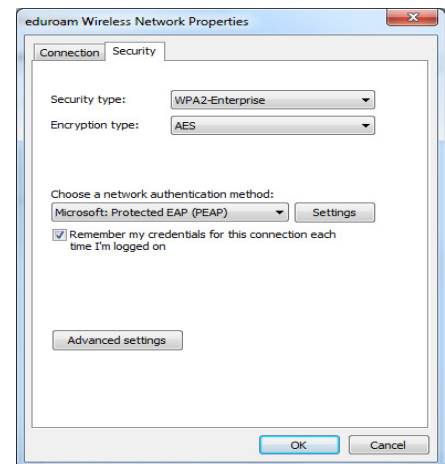 eduroam Wireless Network Properties
Connection Security
Security type: WPA2-Enterprise
Encryption type: AES
Choose a network authentication method:
Microsoft: Protected EAP (PEAP) Settings
Remember my credentials for this connection each
time I'm logged on
Advanced settings
OK Cancel